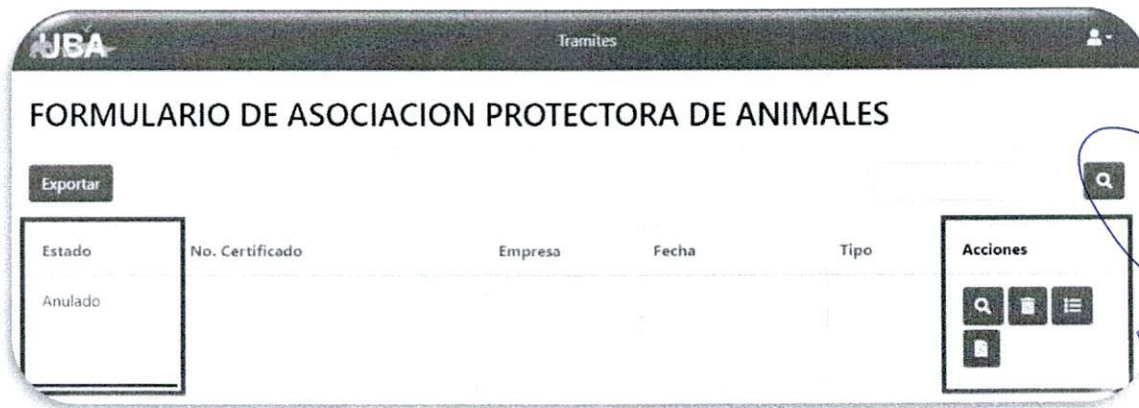 UBA
Tramites
FORMULARIO DE ASOCIACION PROTECTORA DE ANIMALES
Exportar
Estado No. Certificado Empresa Fecha Tipo Acciones
Anulado